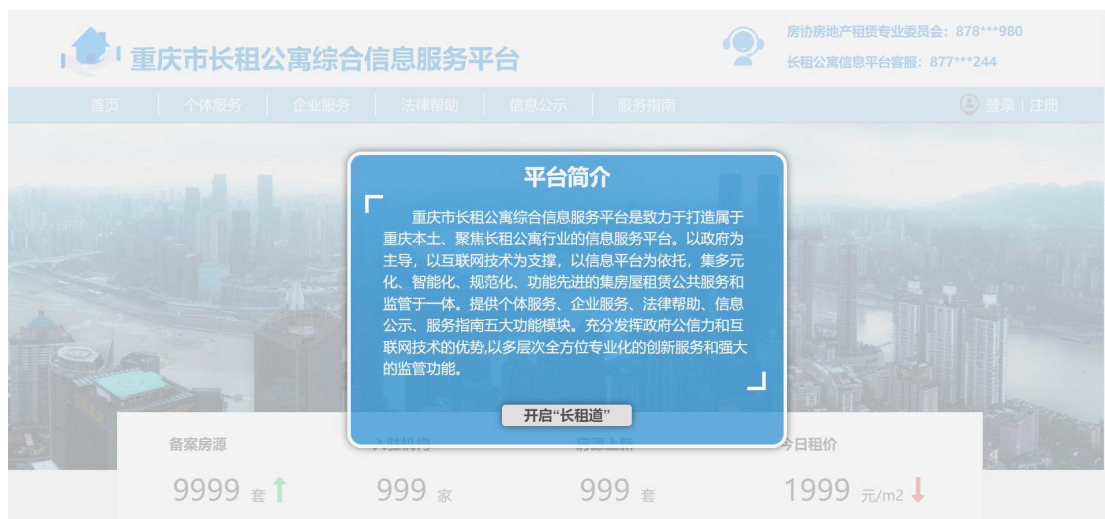 重庆市长租公寓综合信息服务平台
房协房地产租赁专业委员会：878***980
长租公寓信息平台客服：877***244
首页 个体服务 企业服务 法律帮助 信息公示 服务指南 登录 | 注册
平台简介
重庆市长租公寓综合信息服务平台是致力于打造属于
重庆本土、聚焦长租公寓行业的信息服务平台。以政府为
主导，以互联网技术为支撑，以信息平台为依托，集多元
化、智能化、规范化、功能先进的集房屋租赁公共服务和
监管于一体。提供个体服务、企业服务、法律帮助、信息
公示、服务指南五大功能模块。充分发挥政府公信力和互
联网技术的优势,以多层次全方位专业化的创新服务和强大
的监管功能。
开启“长租道”
备案房源 入驻机构 房源上新 今日租价
9999 套 999 家 999 套 1999 元/m2